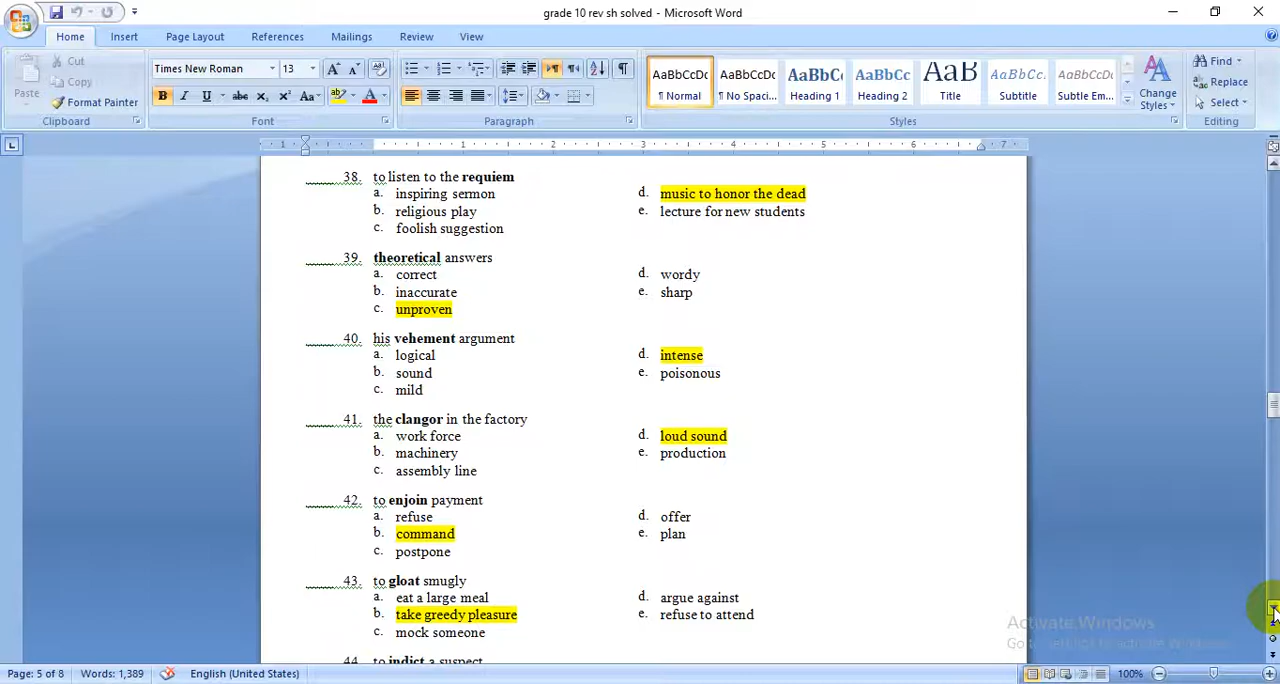 grade 10 rev sh solved - Microsoft Word
Home Insert Page Layout References Mailings Review View
Cut
Copy
Paste
Format Painter
Clipboard
Times New Roman 13
Font
Paragraph
AaBbCcDc AaBbCcDc AaBbC AaBbCc AaB AaBbCc. AaBbCcDc
¶ Normal ¶ No Spaci... Heading 1 Heading 2 Title Subtitle Subtle Em...
Change Styles
Styles
Find
Replace
Select
Editing
38. to listen to the requiem
a. inspiring sermon d. music to honor the dead
b. religious play e. lecture for new students
c. foolish suggestion
39. theoretical answers
a. correct d. wordy
b. inaccurate e. sharp
c. unproven
40. his vehement argument
a. logical d. intense
b. sound e. poisonous
c. mild
41. the clangor in the factory
a. work force d. loud sound
b. machinery e. production
c. assembly line
42. to enjoin payment
a. refuse d. offer
b. command e. plan
c. postpone
43. to gloat smugly
a. eat a large meal d. argue against
b. take greedy pleasure e. refuse to attend
c. mock someone
44. to indict a suspect
Activate Windows
Go to Settings to activate Windows.
Page: 5 of 8 Words: 1,389 English (United States) 100%